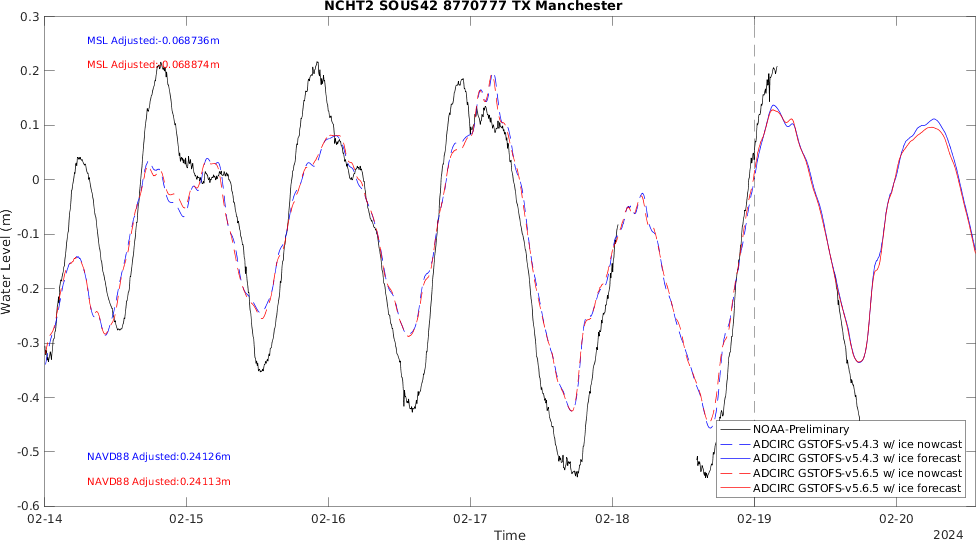 NCHT2 SOUS42 8770777 TX Manchester
0.3
MSL Adjusted:-0.068736m
MSL Adjusted:-0.068874m
0.2
0.1
0
-0.1
-0.2
-0.3
-0.4
-0.5
-0.6
Water Level (m)
NAVD88 Adjusted:0.24126m
NAVD88 Adjusted:0.24113m
NOAA-Preliminary
ADCIRC GSTOFS-v5.4.3 w/ ice nowcast
ADCIRC GSTOFS-v5.4.3 w/ ice forecast
ADCIRC GSTOFS-v5.6.5 w/ ice nowcast
ADCIRC GSTOFS-v5.6.5 w/ ice forecast
02-14 02-15 02-16 02-17 02-18 02-19 02-20
Time
2024